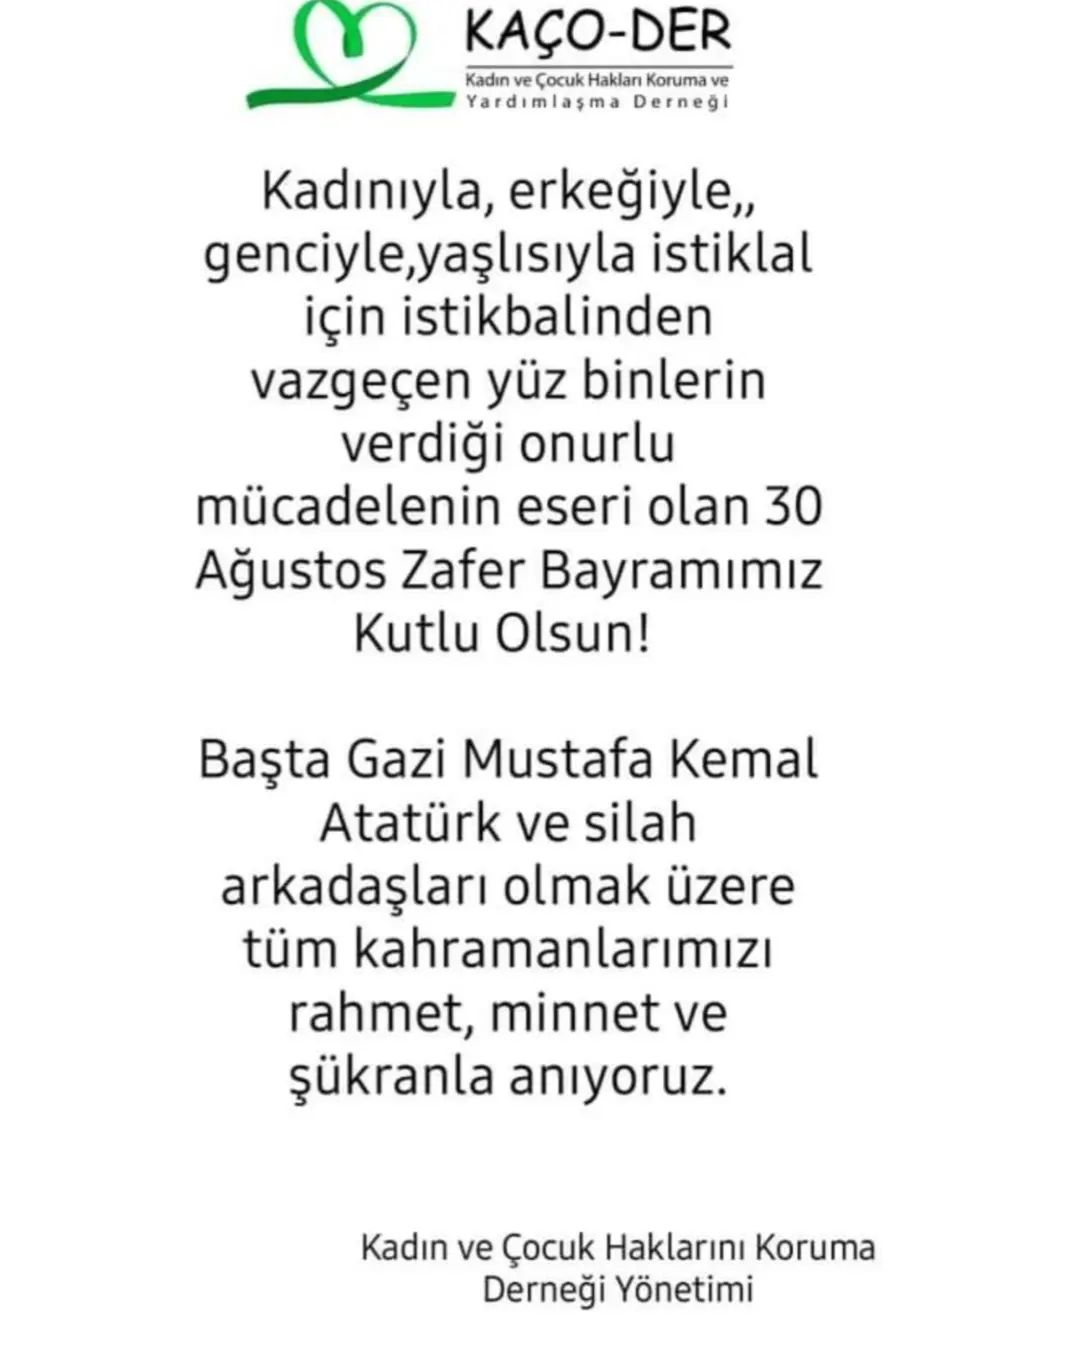 KAÇO-DER
Kadın ve Çocuk Hakları Koruma ve
Yardımlaşma Derneği
Kadınıyla, erkeğiyle,,
genciyle,yaşlısıyla istiklal
için istikbalinden
vazgeçen yüz binlerin
verdiği onurlu
mücadelenin eseri olan 30
Ağustos Zafer Bayramımız
Kutlu Olsun!
Başta Gazi Mustafa Kemal
Atatürk ve silah
arkadaşları olmak üzere
tüm kahramanlarımızı
rahmet, minnet ve
şükranla anıyoruz.
Kadın ve Çocuk Haklarını Koruma
Derneği Yönetimi